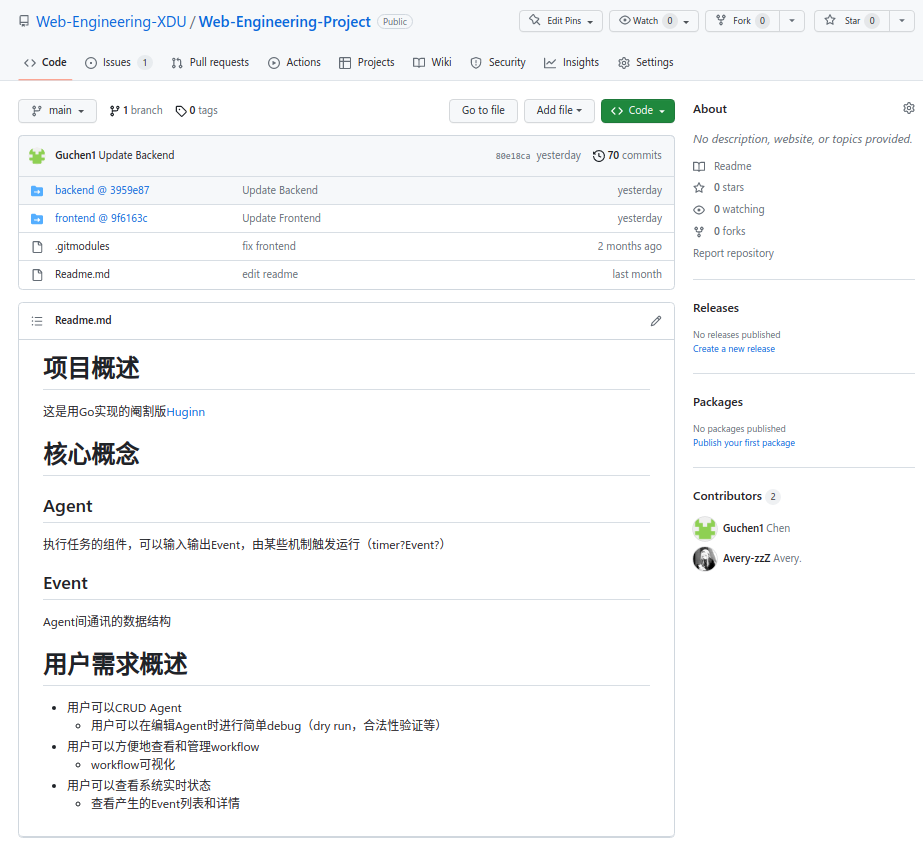 Web-Engineering-XDU / Web-Engineering-Project Public
Edit Pins Watch 0 Fork 0 Star 0
Code Issues 1 Pull requests Actions Projects Wiki Security Insights Settings
main 1 branch 0 tags Go to file Add file Code
Guchen1 Update Backend 80e18ca yesterday 70 commits
backend @ 3959e87 Update Backend yesterday
frontend @ 9f6163c Update Frontend yesterday
.gitmodules fix frontend 2 months ago
Readme.md edit readme last month
Readme.md
项目概述
这是用Go实现的阉割版Huginn
核心概念
Agent
执行任务的组件，可以输入输出Event，由某些机制触发运行（timer?Event?）
Event
Agent间通讯的数据结构
用户需求概述
用户可以CRUD Agent
用户可以在编辑Agent时进行简单debug（dry run，合法性验证等）
用户可以方便地查看和管理workflow
workflow可视化
用户可以查看系统实时状态
查看产生的Event列表和详情
About
No description, website, or topics provided.
Readme
0 stars
0 watching
0 forks
Report repository
Releases
No releases published
Create a new release
Packages
No packages published
Publish your first package
Contributors 2
Guchen1 Chen
Avery-zzZ Avery.